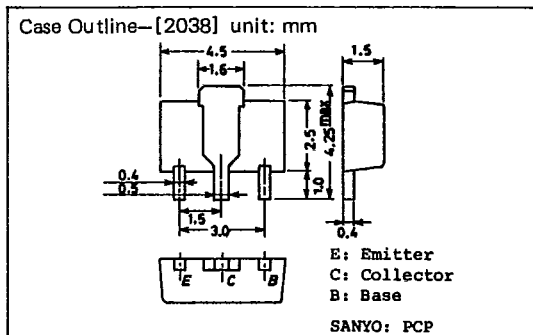 Case Outline–[2038] unit: mm
4.5
1.6
1.5
2.5
4.25max
1.0
0.4
0.5
1.5
3.0
0.4
E C B
E: Emitter
C: Collector
B: Base
SANYO: PCP